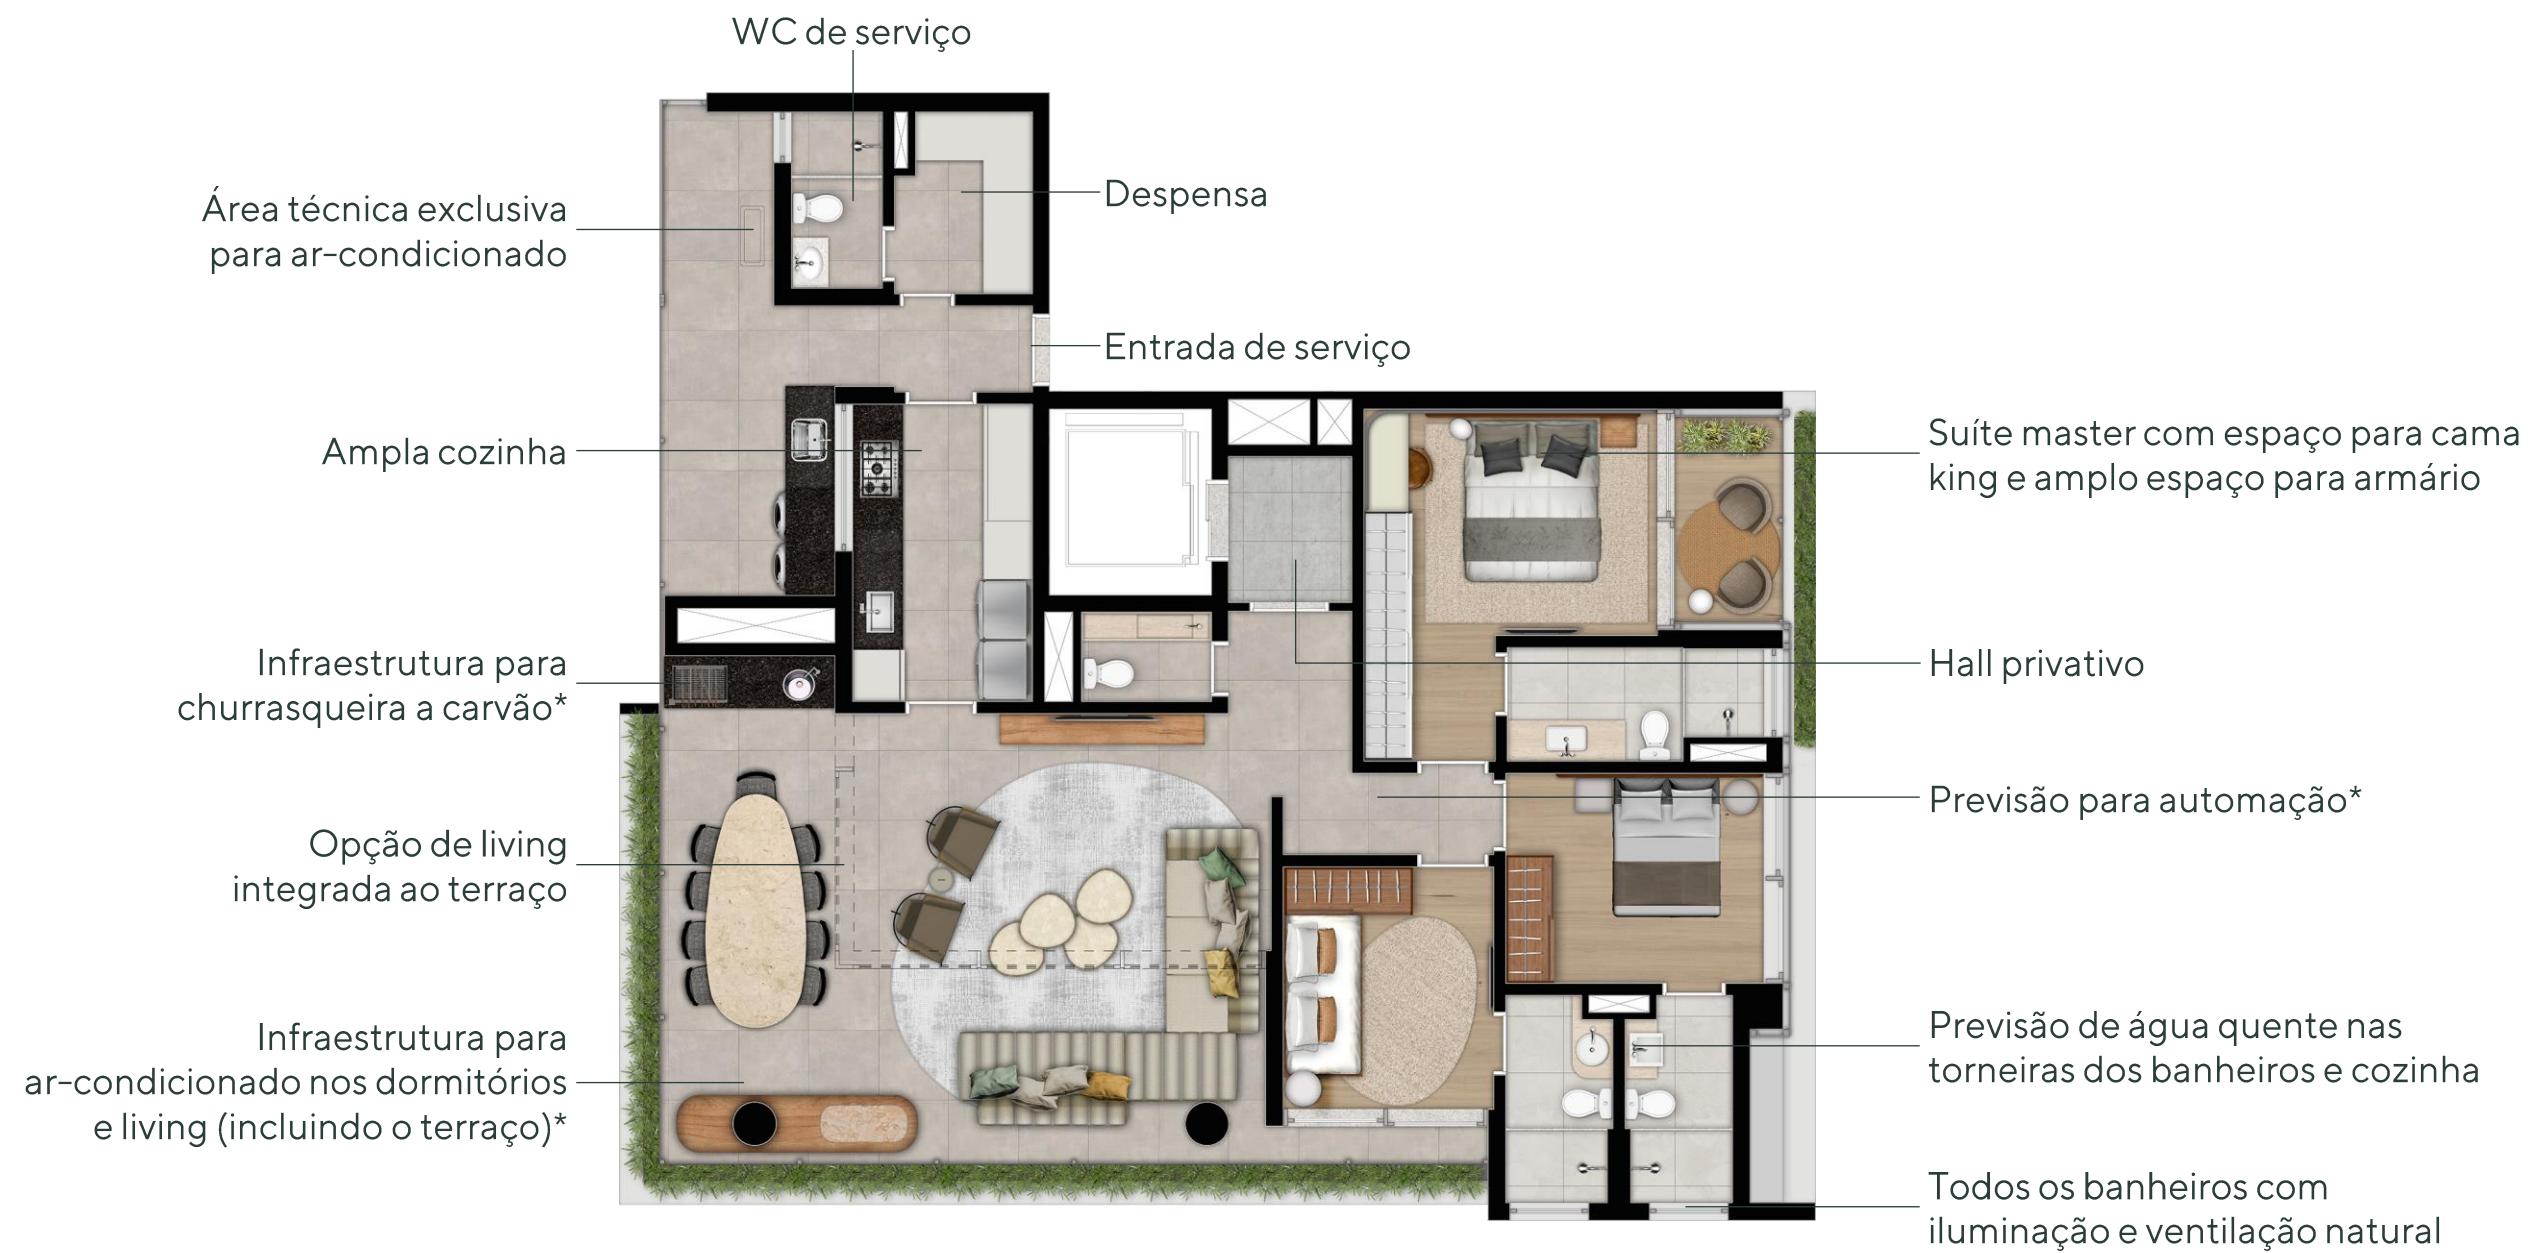 WC de serviço
Área técnica exclusiva
para ar-condicionado
Despensa
Entrada de serviço
Ampla cozinha
Suíte master com espaço para cama
king e amplo espaço para armário
Infraestrutura para
churrasqueira a carvão*
Hall privativo
Previsão para automação*
Opção de living
integrada ao terraço
Infraestrutura para
ar-condicionado nos dormitórios
e living (incluindo o terraço)*
Previsão de água quente nas
torneiras dos banheiros e cozinha
Todos os banheiros com
iluminação e ventilação natural